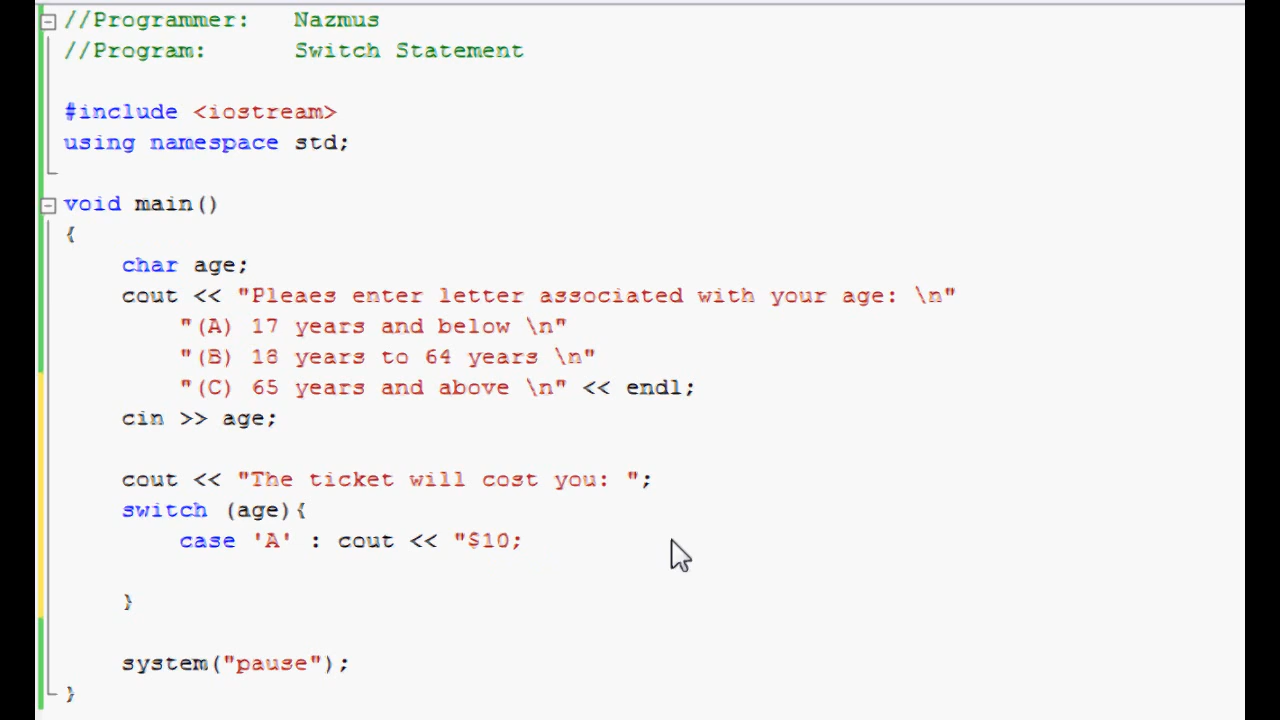 //Programmer:   Nazmus
//Program:      Switch Statement
#include <iostream>
using namespace std;
void main()
{
char age;
cout << "Pleaes enter letter associated with your age: \n"
"(A) 17 years and below \n"
"(B) 18 years to 64 years \n"
"(C) 65 years and above \n" << endl;
cin >> age;
cout << "The ticket will cost you: ";
switch (age){
case 'A' : cout << "$10;
}
system("pause");
}